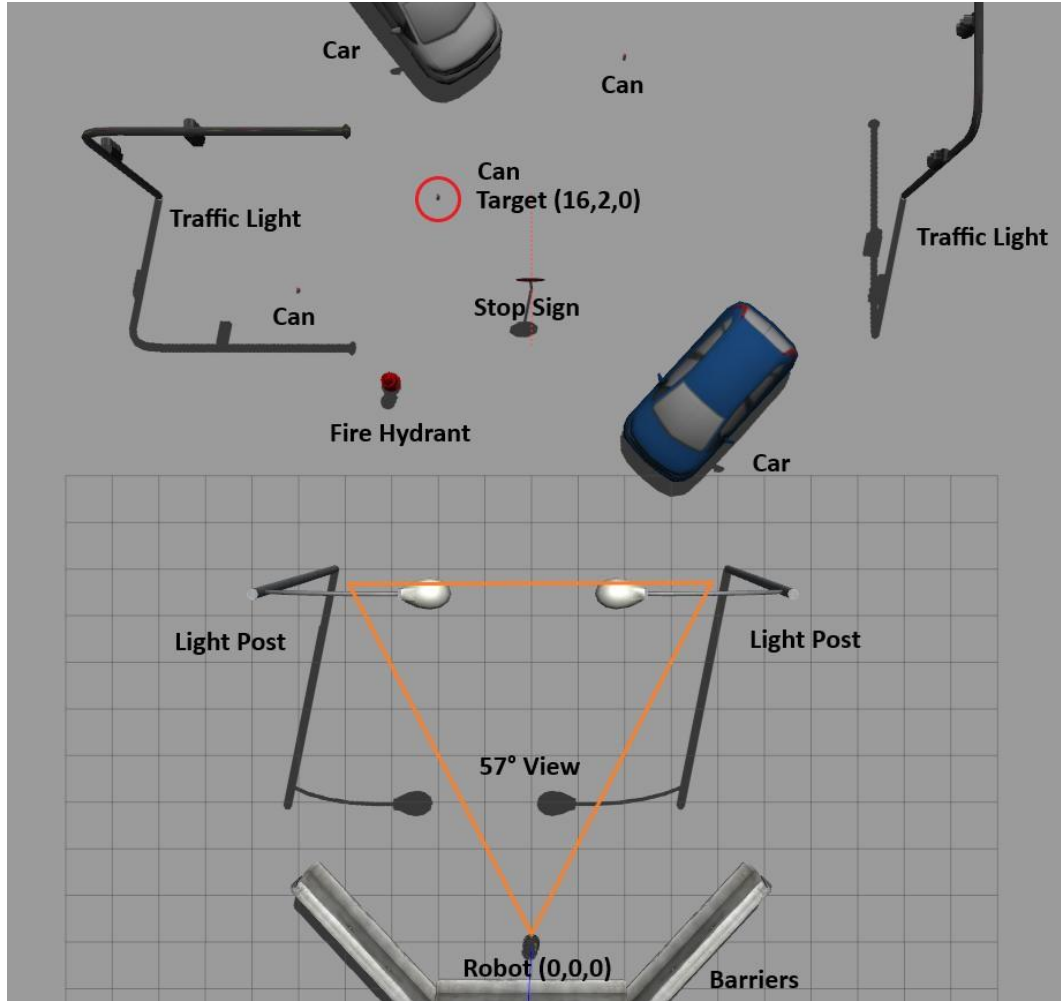 Car
Can
Can
Target (16,2,0)
Traffic Light
Traffic Light
Can
Stop Sign
Fire Hydrant
Car
Light Post
Light Post
57° View
Robot (0,0,0)
Barriers